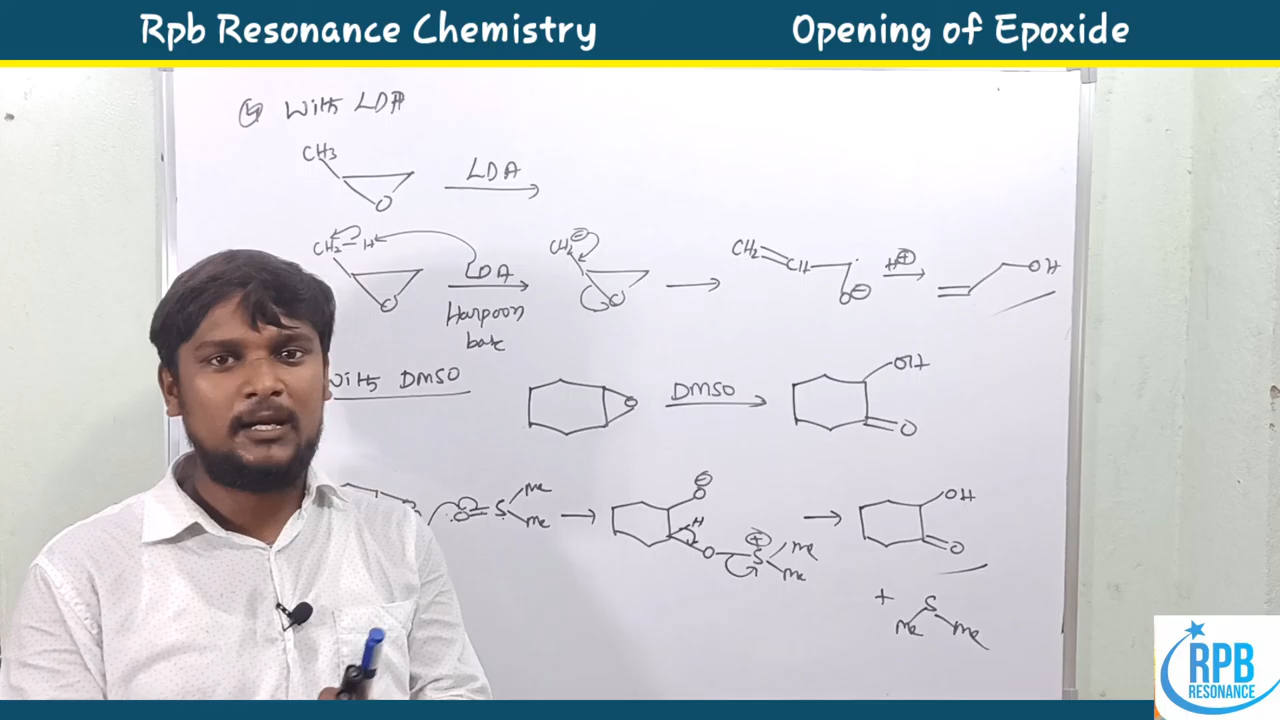 Rpb Resonance Chemistry
Opening of Epoxide
④ With LDA
CH3
O
LDA
CH2 – H
O
LDA
Harpoon
base
CH2 ⊖
O
CH2 = CH
O⊖
H⊕
OH
With DMSO
O
DMSO
OH
O
O=S
Me
Me
O⊖
H
O
S⊕
Me
Me
OH
O
+
S
Me
Me
RPB
RESONANCE